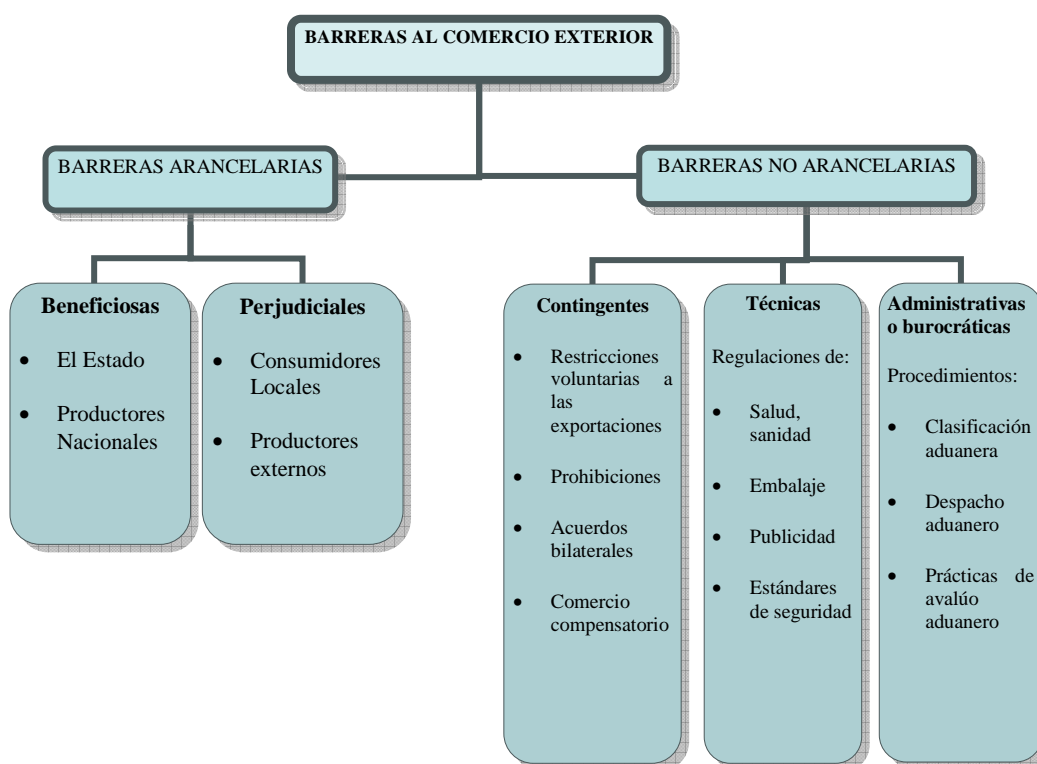 BARRERAS AL COMERCIO EXTERIOR
BARRERAS ARANCELARIAS
BARRERAS NO ARANCELARIAS
Beneficiosas
• El Estado
• Productores
Nacionales
Perjudiciales
• Consumidores
Locales
• Productores
externos
Contingentes
• Restricciones
voluntarias a
las
exportaciones
• Prohibiciones
• Acuerdos
bilaterales
• Comercio
compensatorio
Técnicas
Regulaciones de:
• Salud,
sanidad
• Embalaje
• Publicidad
• Estándares
de seguridad
Administrativas
o burocráticas
Procedimientos:
• Clasificación
aduanera
• Despacho
aduanero
• Prácticas de
avalúo
aduanero